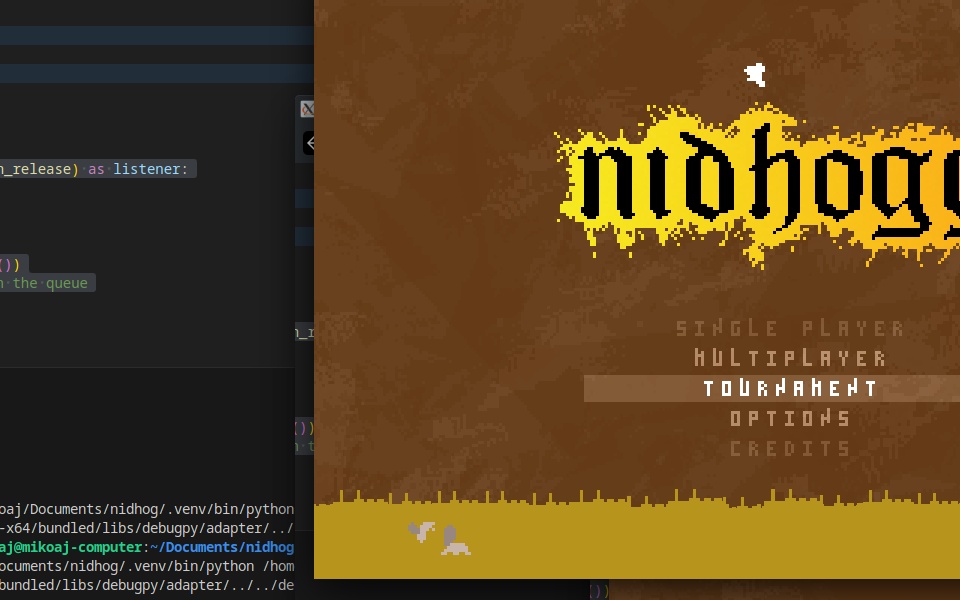 n_release) as listener:
())
n the queue
nidhogg
SINGLE PLAYER
MULTIPLAYER
TOURNAMENT
OPTIONS
CREDITS
n_r
())
n t
oaj/Documents/nidhog/.venv/bin/python
-x64/bundled/libs/debugpy/adapter/../
aj@mikoaj-computer:~/Documents/nidhog
ocuments/nidhog/.venv/bin/python /hom
bundled/libs/debugpy/adapter/../../de
())